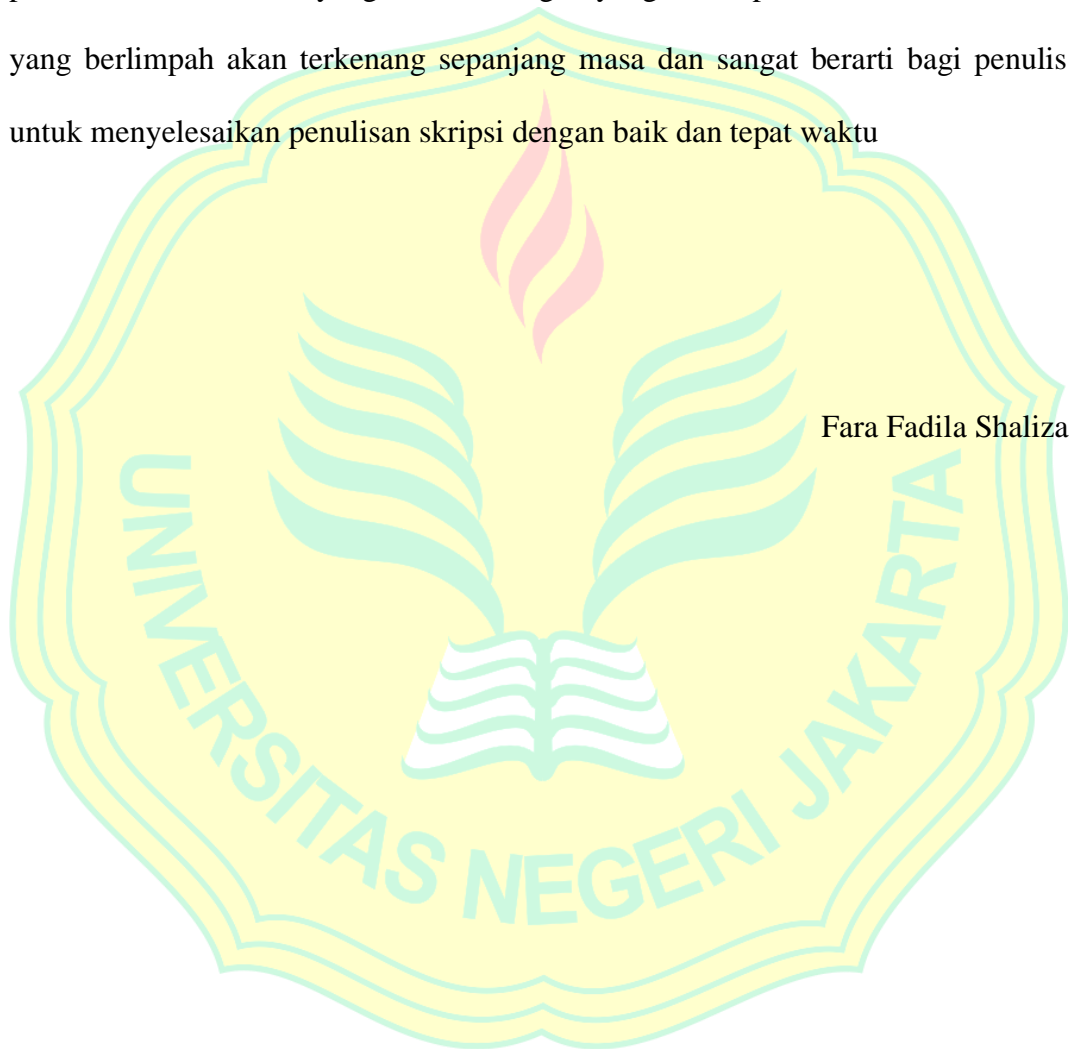 yang berlimpah akan terkenang sepanjang masa dan sangat berarti bagi penulis
untuk menyelesaikan penulisan skripsi dengan baik dan tepat waktu
Fara Fadila Shaliza
UNIVERSITAS NEGERI JAKARTA